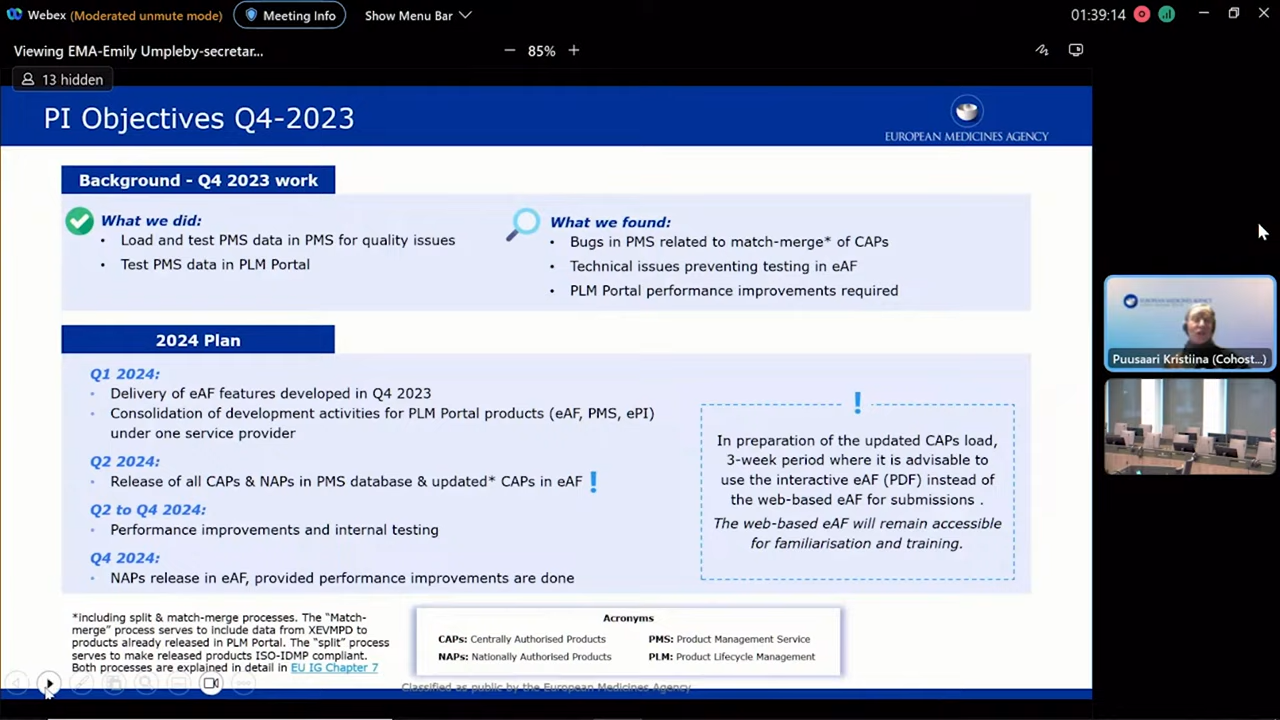 Webex (Moderated unmute mode) Meeting Info Show Menu Bar 01:39:14
Viewing EMA-Emily Umpleby-secretar... 85%
13 hidden
PI Objectives Q4-2023
EUROPEAN MEDICINES AGENCY
Background - Q4 2023 work
What we did:
• Load and test PMS data in PMS for quality issues
• Test PMS data in PLM Portal
What we found:
• Bugs in PMS related to match-merge* of CAPs
• Technical issues preventing testing in eAF
• PLM Portal performance improvements required
2024 Plan
Q1 2024:
• Delivery of eAF features developed in Q4 2023
• Consolidation of development activities for PLM Portal products (eAF, PMS, ePI)
under one service provider
Q2 2024:
• Release of all CAPs & NAPs in PMS database & updated* CAPs in eAF !
Q2 to Q4 2024:
• Performance improvements and internal testing
Q4 2024:
• NAPs release in eAF, provided performance improvements are done
!
In preparation of the updated CAPs load,
3-week period where it is advisable to
use the interactive eAF (PDF) instead of
the web-based eAF for submissions .
The web-based eAF will remain accessible
for familiarisation and training.
*including split & match-merge processes. The "Match-
merge" process serves to include data from XEVMPD to
products already released in PLM Portal. The "split" process
serves to make released products ISO-IDMP compliant.
Both processes are explained in detail in EU IG Chapter 7
Acronyms
CAPs: Centrally Authorised Products PMS: Product Management Service
NAPs: Nationally Authorised Products PLM: Product Lifecycle Management
Classified as public by the European Medicines Agency
EUROPEAN MEDICINES AGENCY
Puusaari Kristiina (Cohost...)